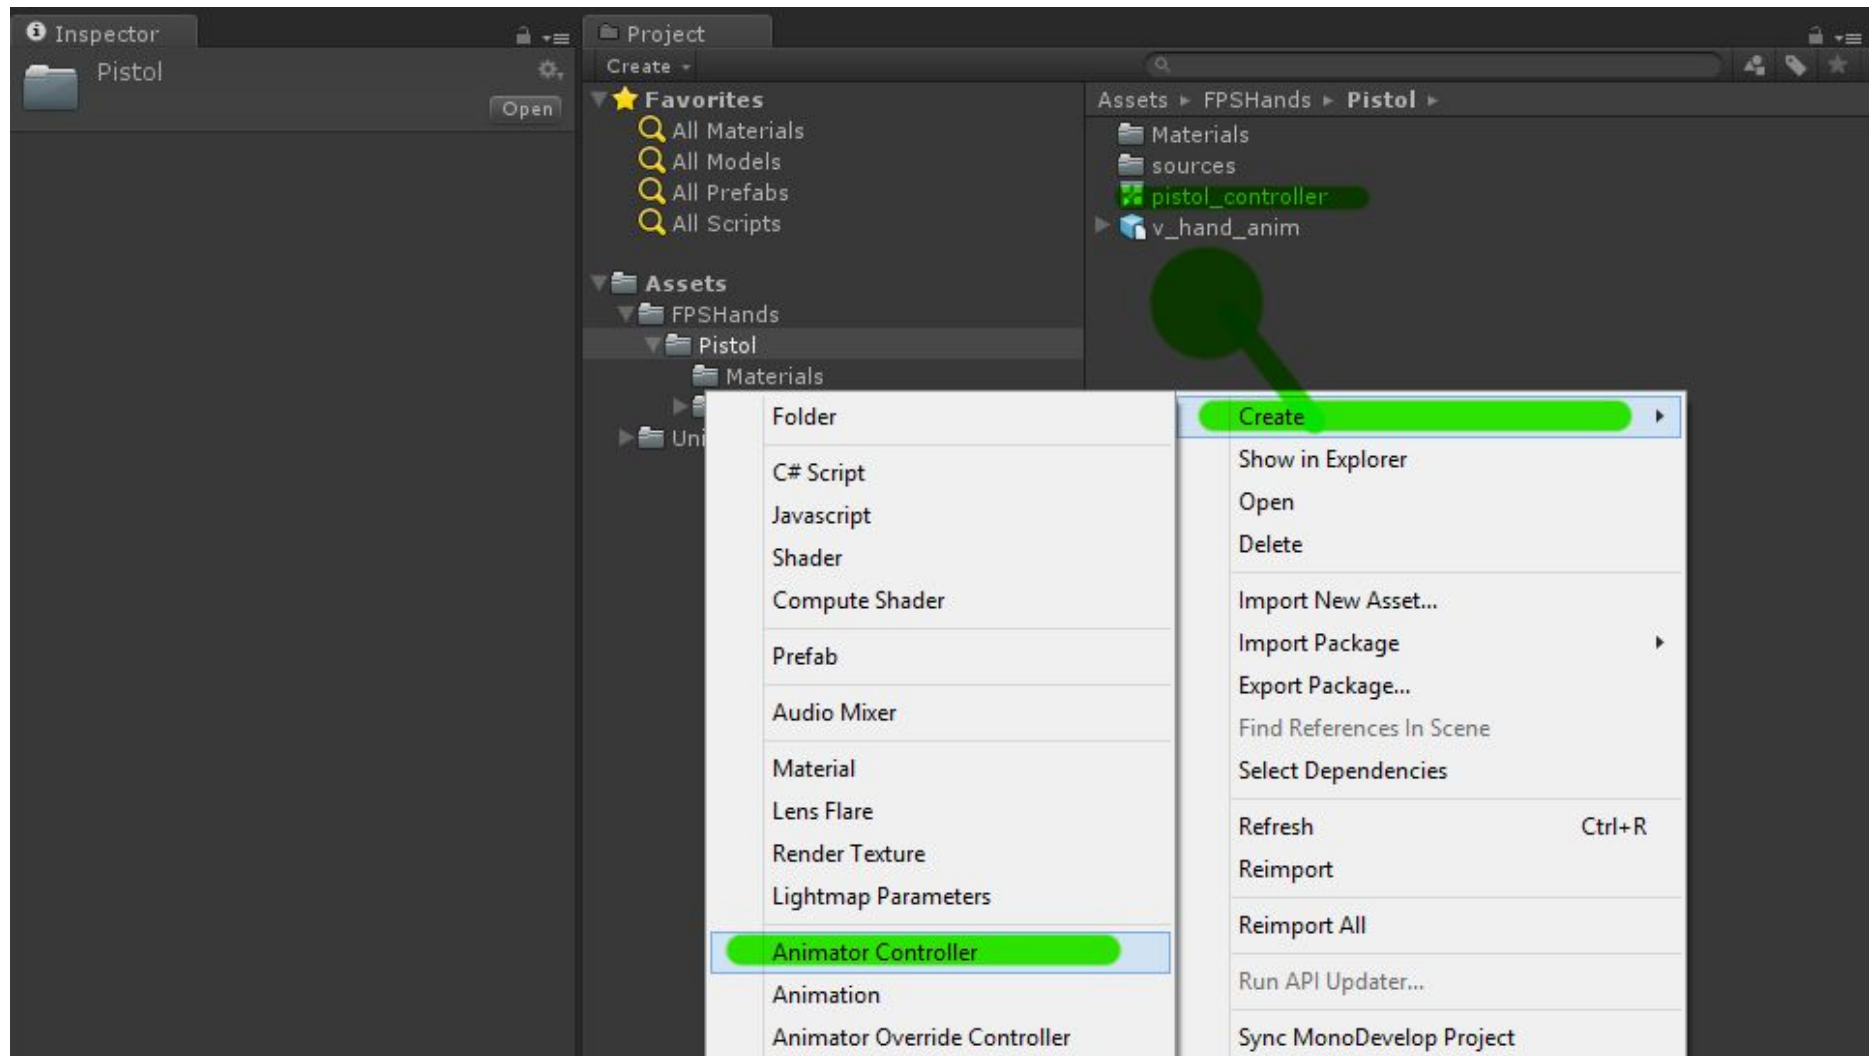 Inspector
Pistol
Open
Project
Create
Favorites
All Materials
All Models
All Prefabs
All Scripts
Assets
FPSHands
Pistol
Materials
Uni
Assets ▸ FPSHands ▸ Pistol ▸
Materials
sources
pistol_controller
v_hand_anim
Folder
C# Script
Javascript
Shader
Compute Shader
Prefab
Audio Mixer
Material
Lens Flare
Render Texture
Lightmap Parameters
Animator Controller
Animation
Animator Override Controller
Create
Show in Explorer
Open
Delete
Import New Asset...
Import Package
Export Package...
Find References In Scene
Select Dependencies
Refresh Ctrl+R
Reimport
Reimport All
Run API Updater...
Sync MonoDevelop Project